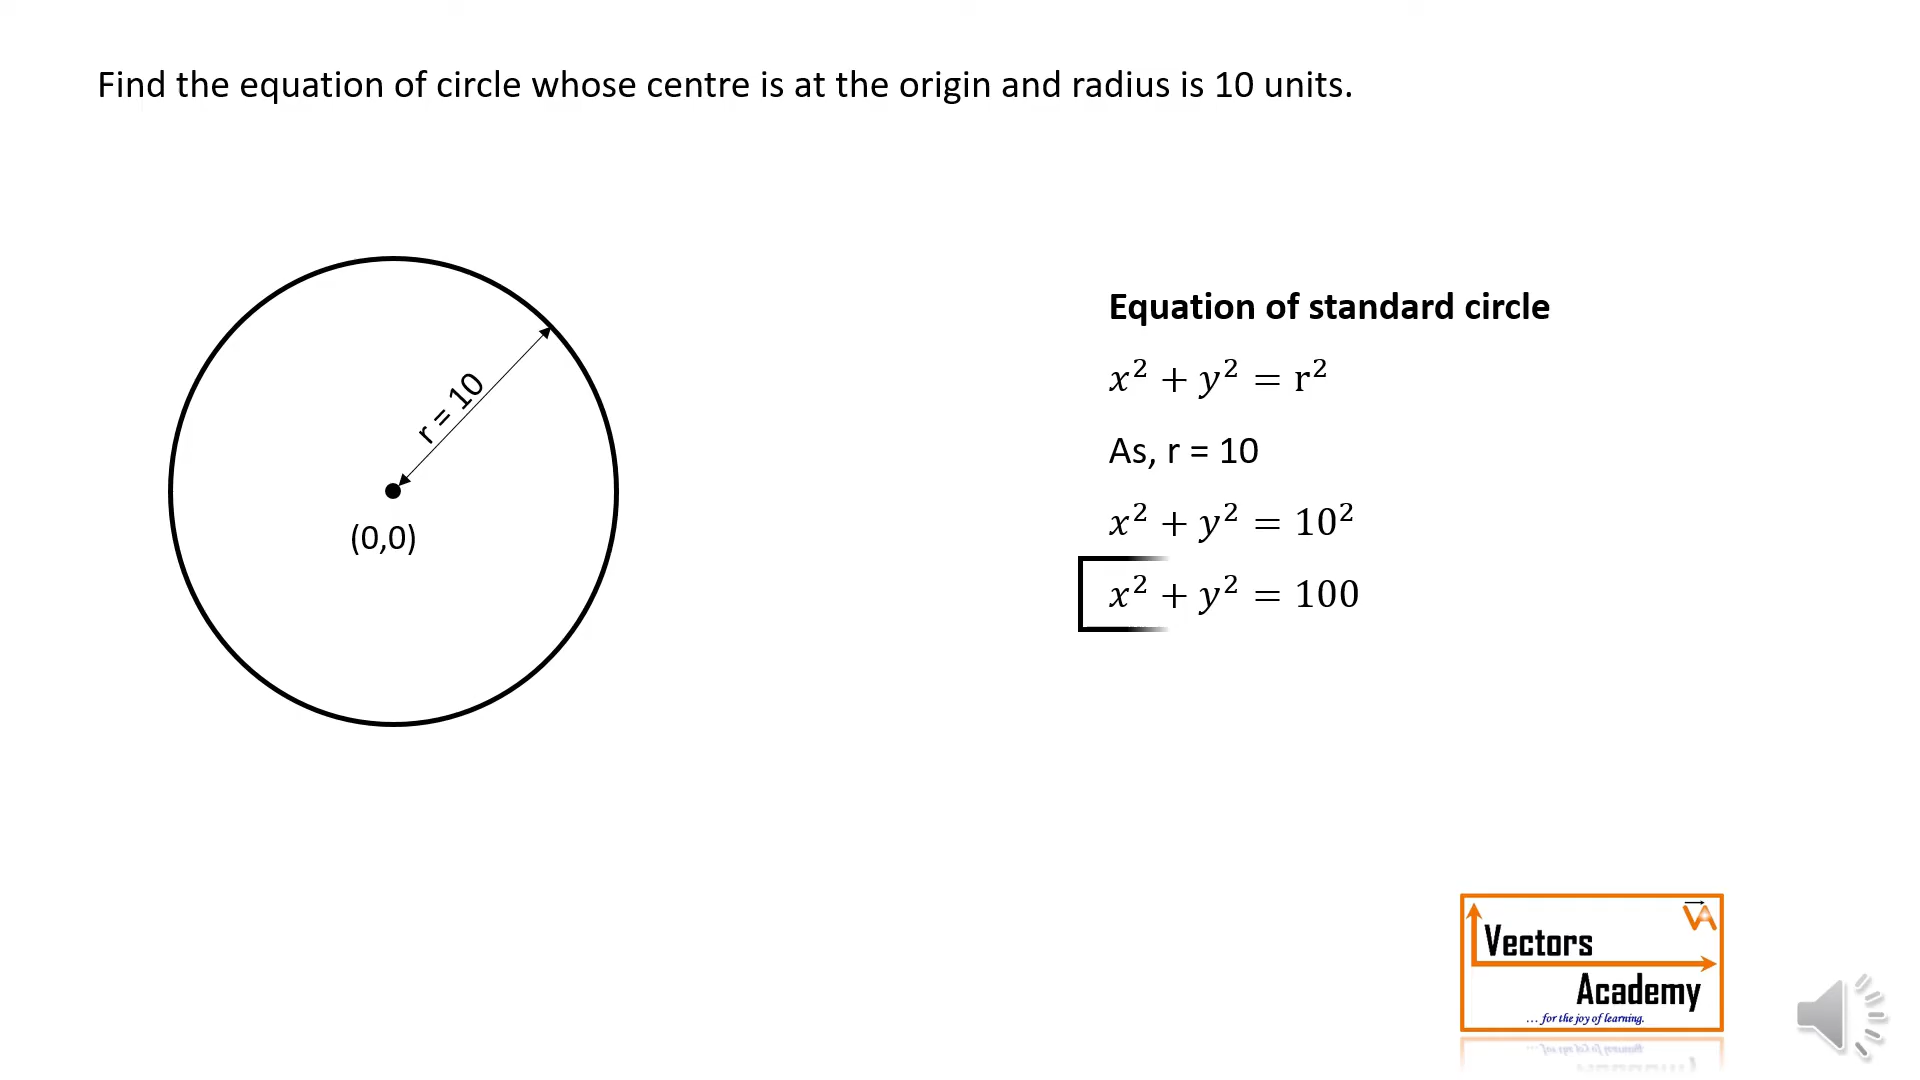 Find the equation of circle whose centre is at the origin and radius is 10 units.
r = 10
(0,0)
Equation of standard circle
x² + y² = r²
As, r = 10
x² + y² = 10²
x² + y² = 100
VA
Vectors
Academy
... for the joy of learning.